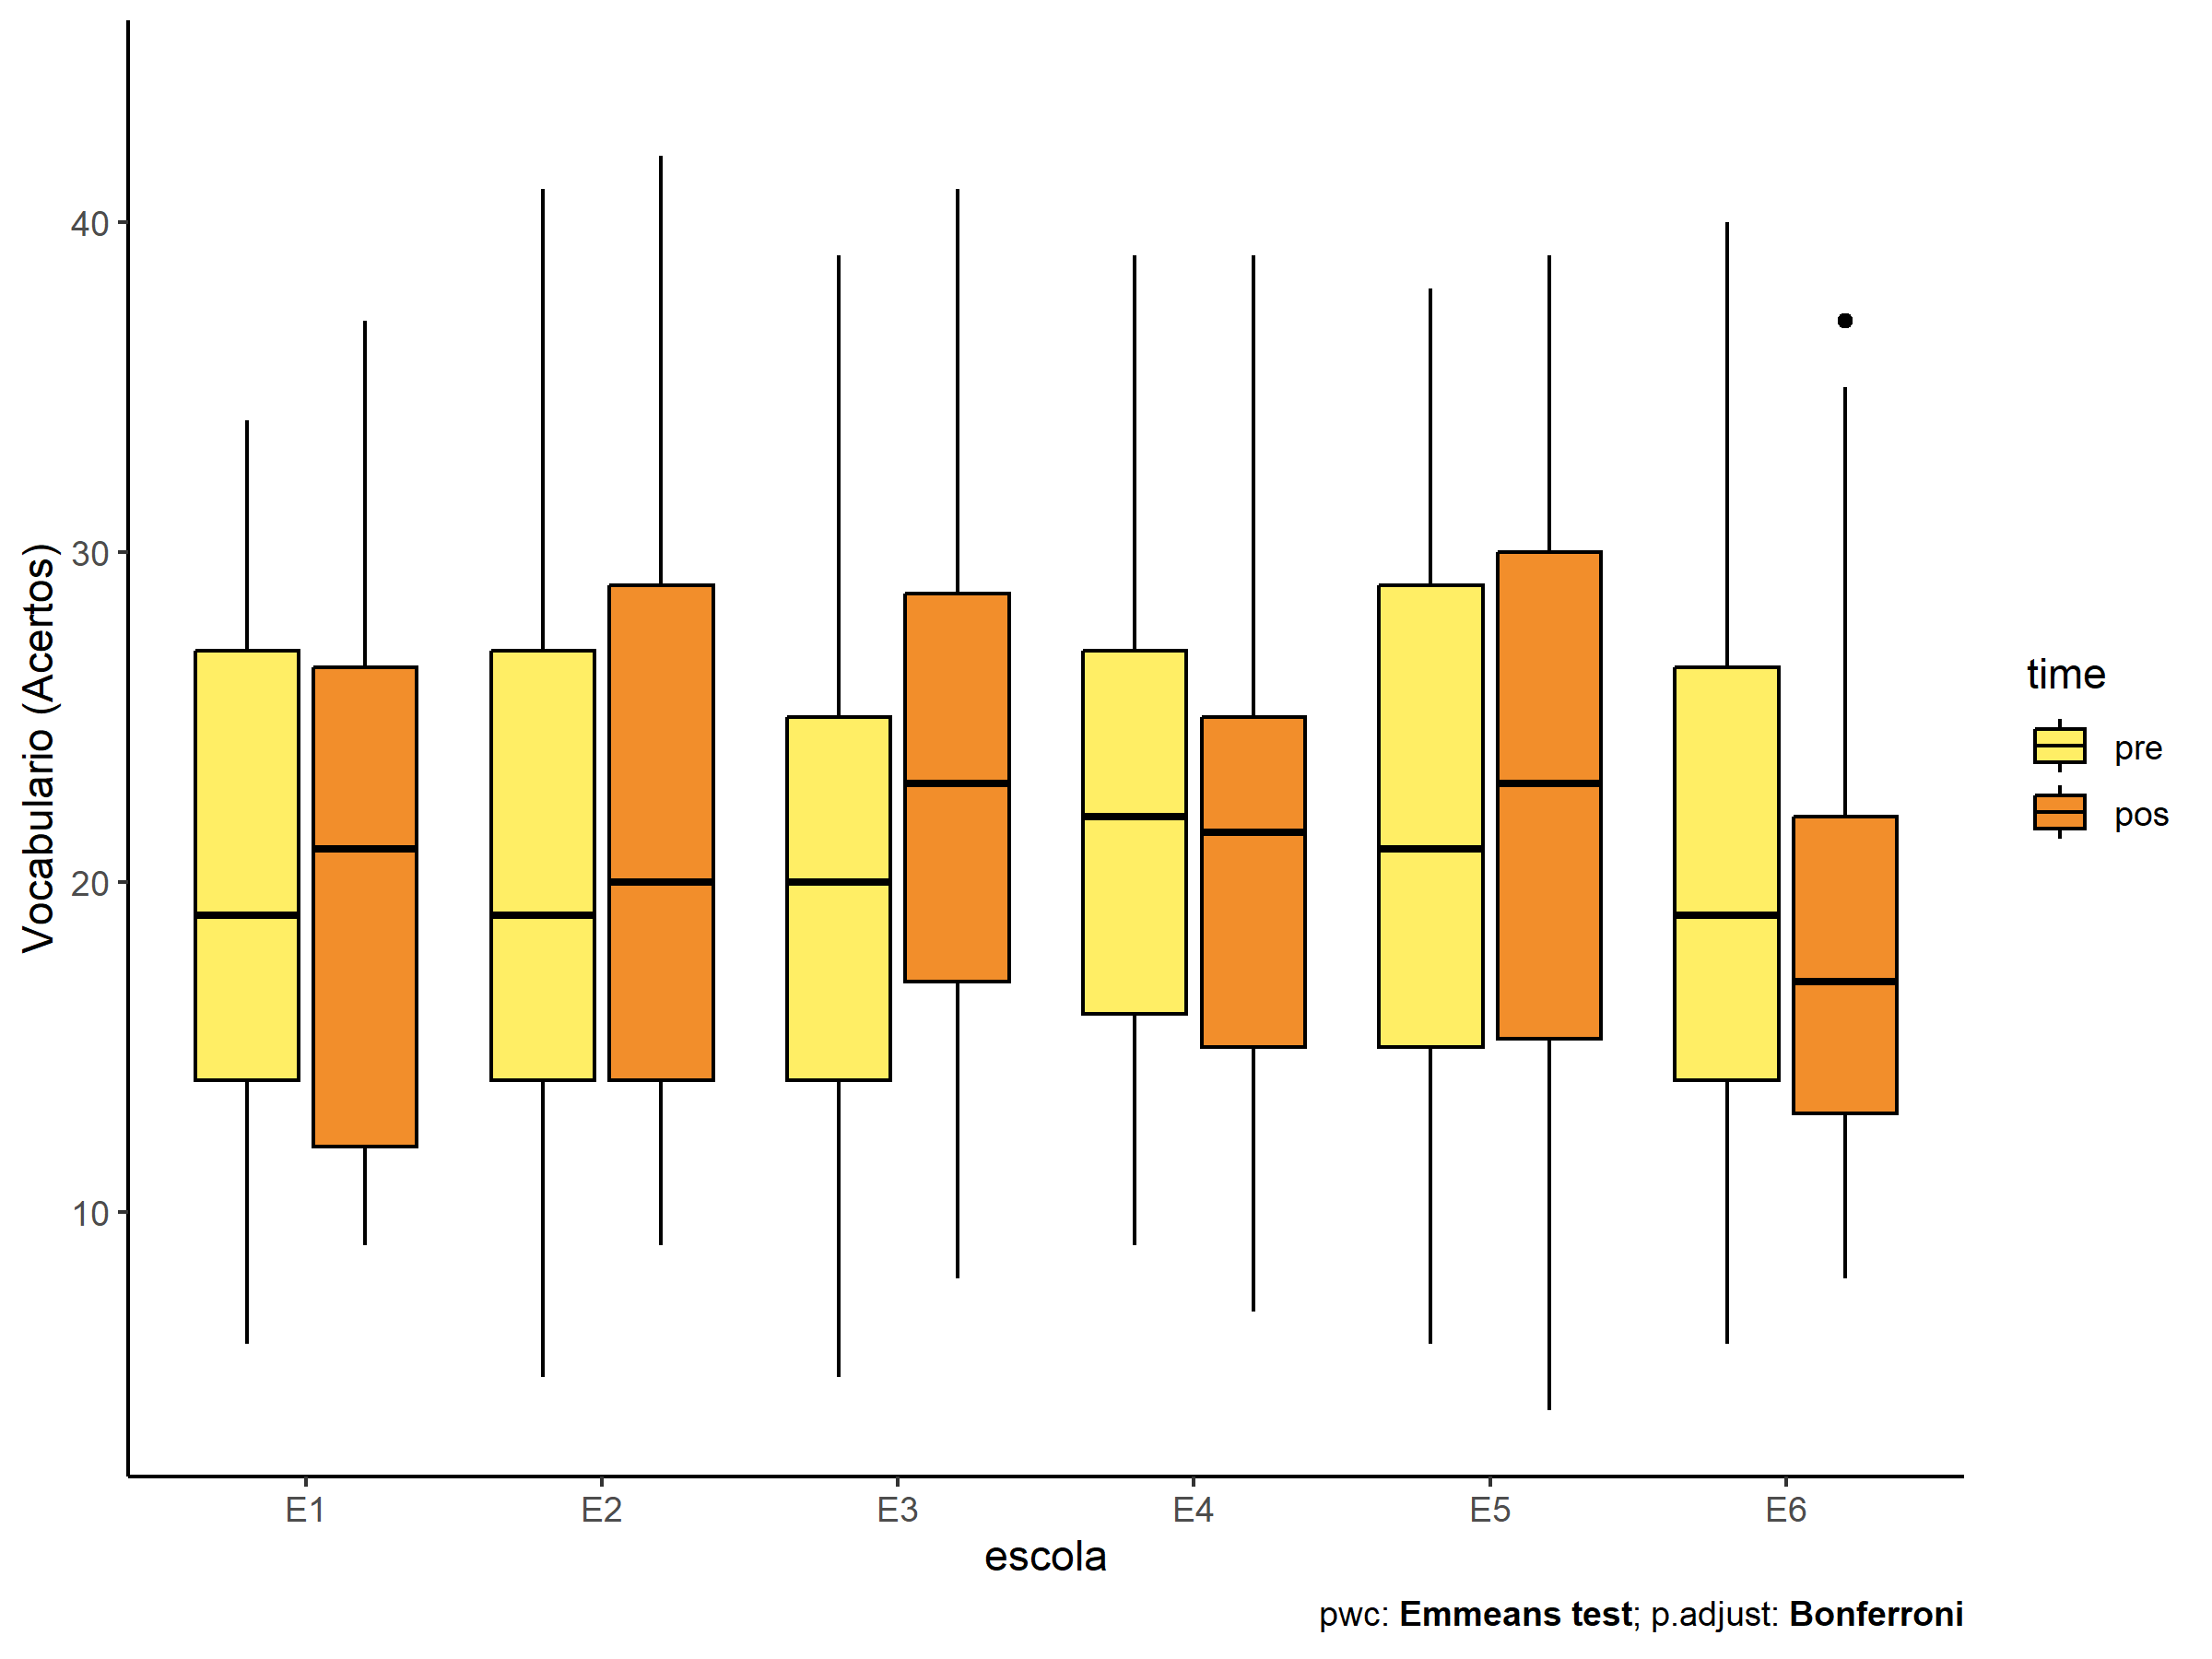 Vocabulario (Acertos)
40
30
20
10
E1 E2 E3 E4 E5 E6
escola
time
pre
pos
pwc: Emmeans test; p.adjust: Bonferroni